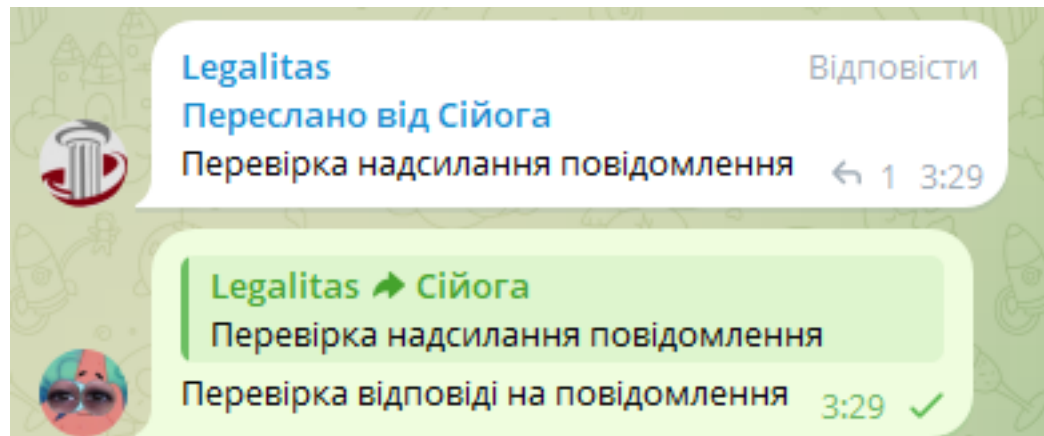 Legalitas Відповісти
Переслано від Сійога
Перевірка надсилання повідомлення 1 3:29
Legalitas Сійога
Перевірка надсилання повідомлення
Перевірка відповіді на повідомлення 3:29